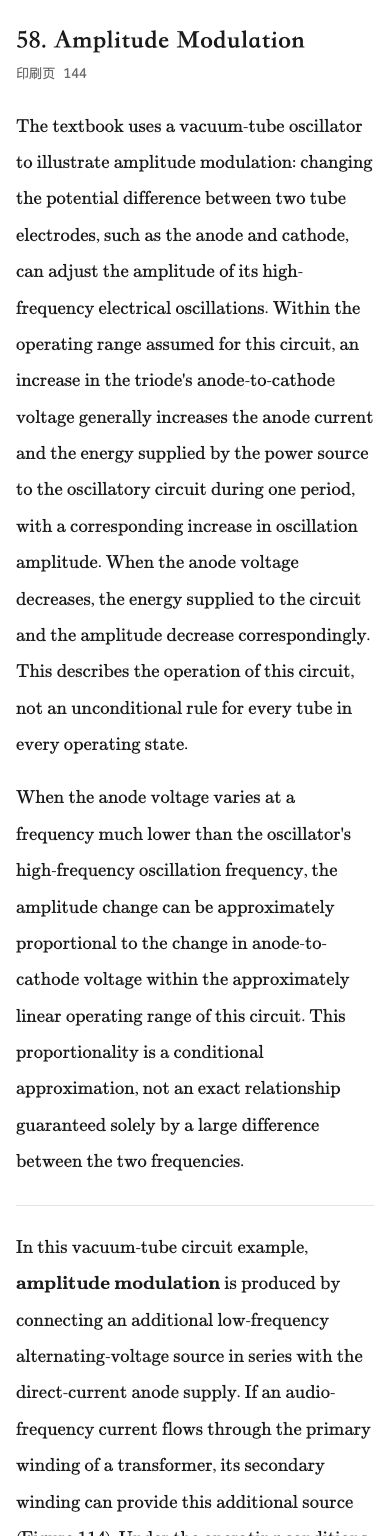 58. Amplitude Modulation
印刷页 144
The textbook uses a vacuum-tube oscillator
to illustrate amplitude modulation: changing
the potential difference between two tube
electrodes, such as the anode and cathode,
can adjust the amplitude of its high-
frequency electrical oscillations. Within the
operating range assumed for this circuit, an
increase in the triode's anode-to-cathode
voltage generally increases the anode current
and the energy supplied by the power source
to the oscillatory circuit during one period,
with a corresponding increase in oscillation
amplitude. When the anode voltage
decreases, the energy supplied to the circuit
and the amplitude decrease correspondingly.
This describes the operation of this circuit,
not an unconditional rule for every tube in
every operating state.
When the anode voltage varies at a
frequency much lower than the oscillator's
high-frequency oscillation frequency, the
amplitude change can be approximately
proportional to the change in anode-to-
cathode voltage within the approximately
linear operating range of this circuit. This
proportionality is a conditional
approximation, not an exact relationship
guaranteed solely by a large difference
between the two frequencies.
In this vacuum-tube circuit example,
amplitude modulation is produced by
connecting an additional low-frequency
alternating-voltage source in series with the
direct-current anode supply. If an audio-
frequency current flows through the primary
winding of a transformer, its secondary
winding can provide this additional source
(Figure 114). Under the operating conditions